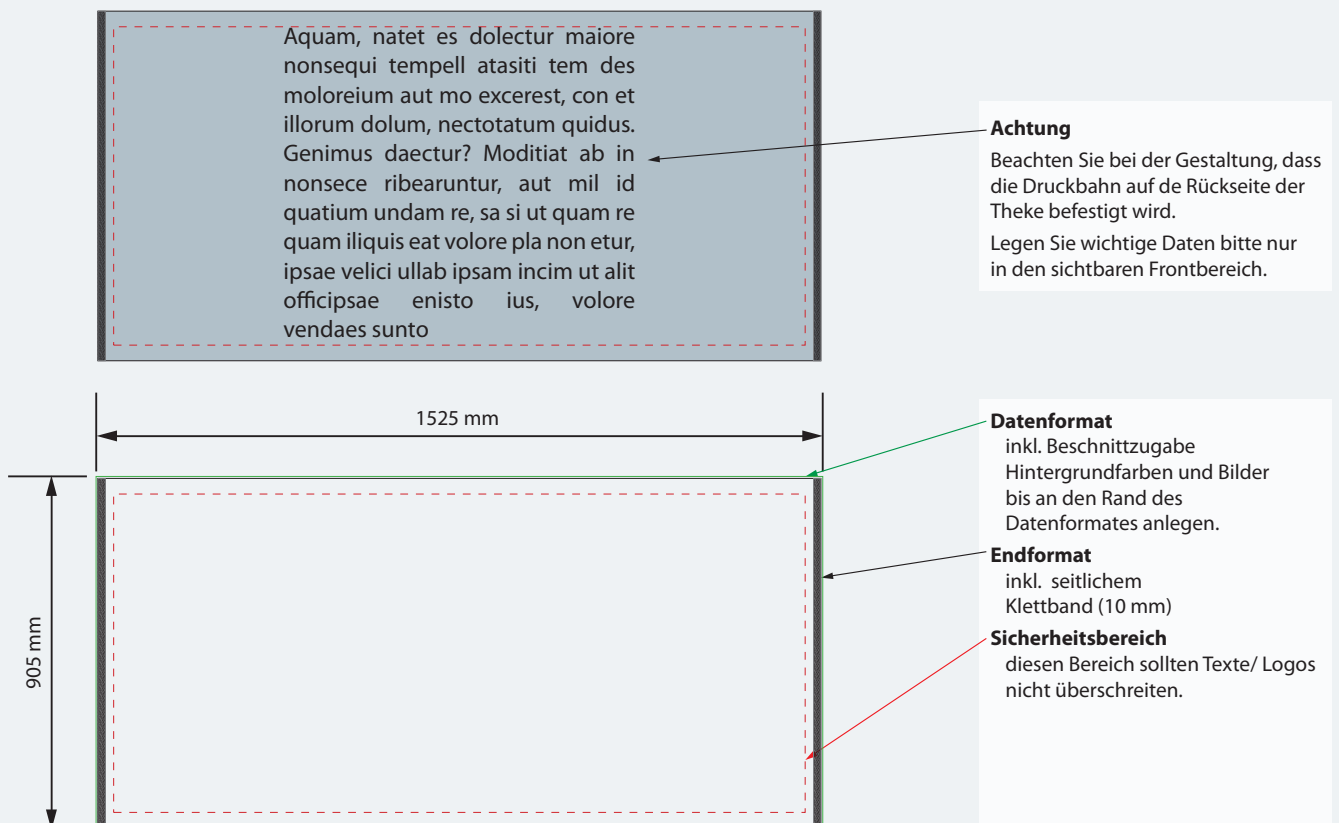 Aquam, natet es dolectur maiore
nonsequi tempell atasiti tem des
moloreium aut mo excerest, con et
illorum dolum, nectotatum quidus.
Genimus daectur? Moditiat ab in
nonsece ribearuntur, aut mil id
quatium undam re, sa si ut quam re
quam iliquis eat volore pla non etur,
ipsae velici ullab ipsam incim ut alit
officipsae enisto ius, volore
vendaes sunto
Achtung
Beachten Sie bei der Gestaltung, dass
die Druckbahn auf de Rückseite der
Theke befestigt wird.
Legen Sie wichtige Daten bitte nur
in den sichtbaren Frontbereich.
1525 mm
905 mm
Datenformat
inkl. Beschnittzugabe
Hintergrundfarben und Bilder
bis an den Rand des
Datenformates anlegen.
Endformat
inkl. seitlichem
Klettband (10 mm)
Sicherheitsbereich
diesen Bereich sollten Texte/ Logos
nicht überschreiten.